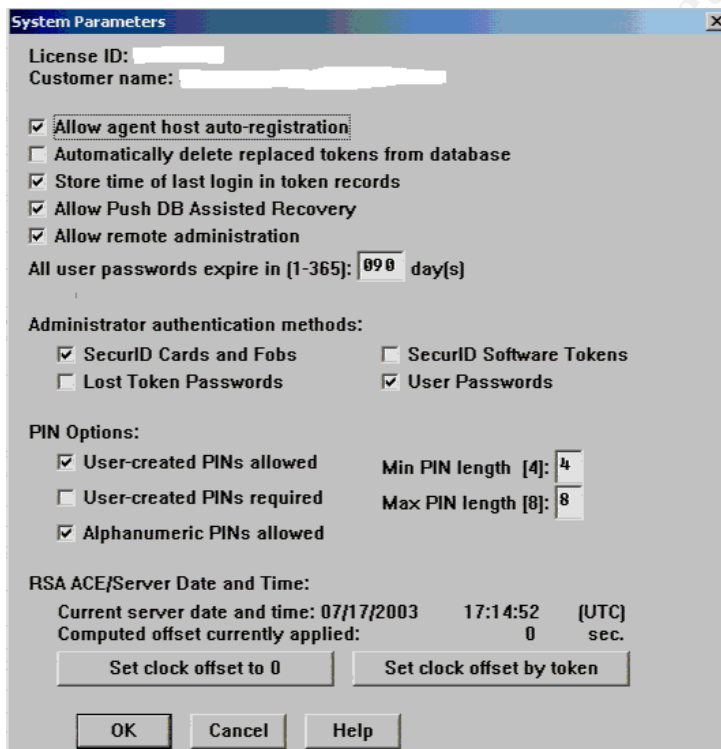 System Parameters
License ID:
Customer name:
Allow agent host auto-registration
Automatically delete replaced tokens from database
Store time of last login in token records
Allow Push DB Assisted Recovery
Allow remote administration
All user passwords expire in (1-365): 090 day(s)
Administrator authentication methods:
SecurID Cards and Fobs SecurID Software Tokens
Lost Token Passwords User Passwords
PIN Options:
User-created PINs allowed Min PIN length [4]: 4
User-created PINs required Max PIN length [8]: 8
Alphanumeric PINs allowed
RSA ACE/Server Date and Time:
Current server date and time: 07/17/2003 17:14:52 (UTC)
Computed offset currently applied: 0 sec.
Set clock offset to 0 Set clock offset by token
OK Cancel Help